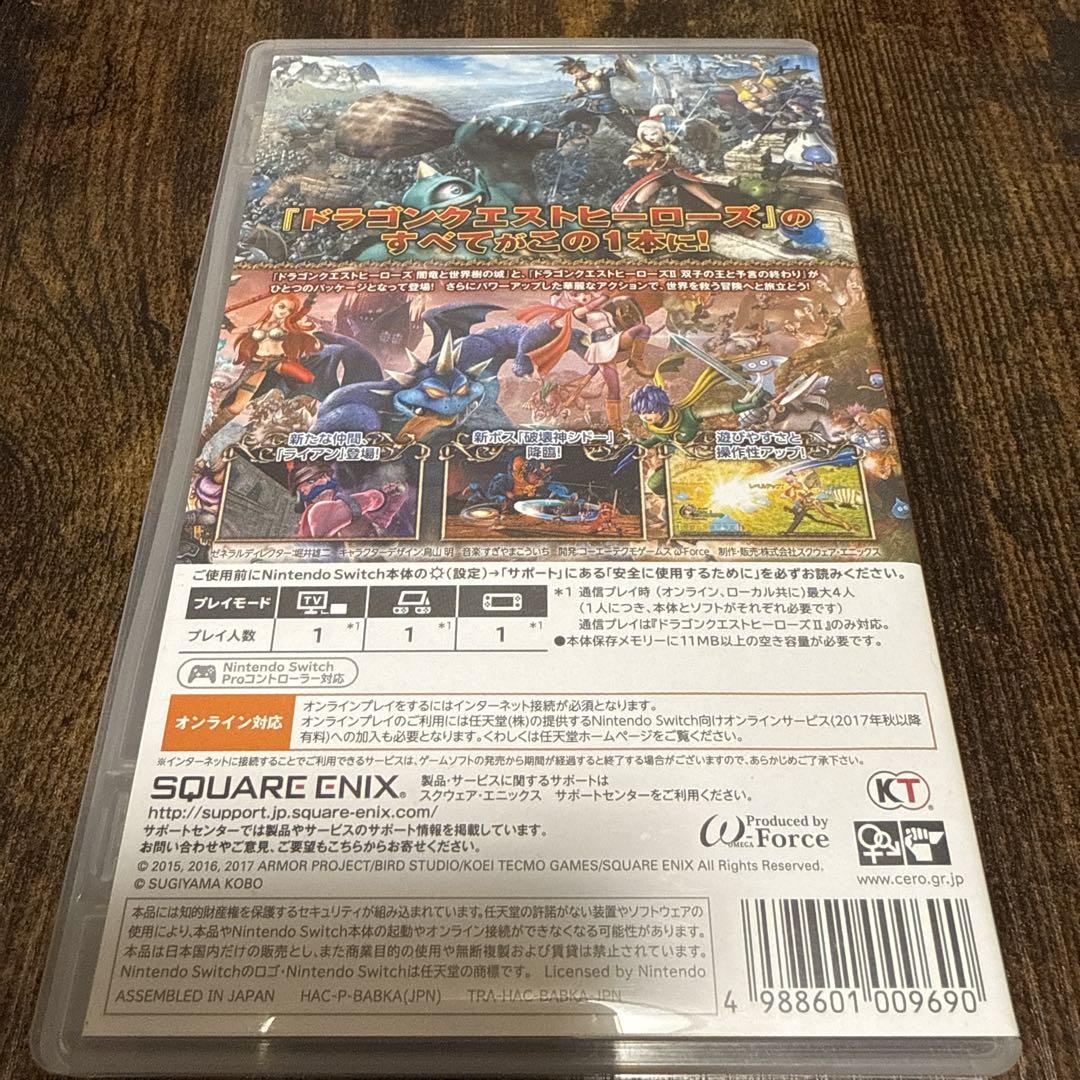 『ドラゴンクエストヒーローズ』の
すべてがこの1本に!
『ドラゴンクエストヒーローズ 闇竜と世界樹の城』と、『ドラゴンクエストヒーローズⅡ 双子の王と予言の終わり』が
ひとつのパッケージとなって登場! さらにパワーアップした華麗なアクションで、世界を救う冒険へと旅立とう!
新たな仲間、
「ライアン」登場!
新ボス「破壊神シドー」
降臨!
遊びやすさと
操作性アップ!
レベルアップ!
ゼネラルディレクター:堀井雄二 キャラクターデザイン:鳥山 明 音楽:すぎやまこういち 開発:コーエーテクモゲームス ω-Force 制作・販売:株式会社スクウェア・エニックス
ご使用前にNintendo Switch本体の(設定)→「サポート」にある「安全に使用するために」を必ずお読みください。
プレイモード TV
プレイ人数 1 *1 1 *1 1 *1
*1 通信プレイ時(オンライン、ローカル共に)最大4人
(1人につき、本体とソフトがそれぞれ必要です)
通信プレイは『ドラゴンクエストヒーローズⅡ』のみ対応。
●本体保存メモリーに11MB以上の空き容量が必要です。
Nintendo Switch
Proコントローラー対応
オンライン対応
オンラインプレイをするにはインターネット接続が必須となります。
オンラインプレイのご利用には任天堂(株)の提供するNintendo Switch向けオンラインサービス(2017年秋以降
有料)への加入も必要となります。くわしくは任天堂ホームページをご覧ください。
※インターネットに接続することでご利用できるサービスは、ゲームソフトの発売から期間が経過すると終了する場合がございますので、あらかじめご了承下さい。
SQUARE ENIX®
製品・サービスに関するサポートは
スクウェア・エニックス サポートセンターをご利用ください。
http://support.jp.square-enix.com/
サポートセンターでは製品やサービスのサポート情報を掲載しています。
お問い合わせやご意見、ご要望もこちらからお寄せください。
KT®
Produced by
ω-Force
OMEGA
© 2015, 2016, 2017 ARMOR PROJECT/BIRD STUDIO/KOEI TECMO GAMES/SQUARE ENIX All Rights Reserved.
© SUGIYAMA KOBO
www.cero.gr.jp
本品には知的財産権を保護するセキュリティが組み込まれています。任天堂の許諾がない装置やソフトウェアの
使用により、本品やNintendo Switch本体の起動やオンライン接続ができなくなる可能性があります。
本品は日本国内だけの販売とし、また商業目的の使用や無断複製および賃貸は禁止されています。
Nintendo Switchのロゴ・Nintendo Switchは任天堂の商標です。 Licensed by Nintendo
ASSEMBLED IN JAPAN HAC-P-BABKA(JPN) TRA-HAC-BABKA-JPN
4 988601 009690